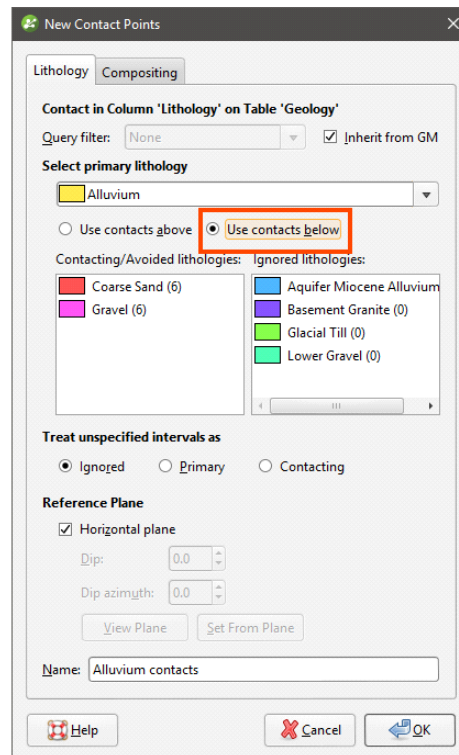 New Contact Points
Lithology Compositing
Contact in Column 'Lithology' on Table 'Geology'
Query filter: None Inherit from GM
Select primary lithology
Alluvium
Use contacts above Use contacts below
Contacting/Avoided lithologies: Ignored lithologies:
Coarse Sand (6) Aquifer Miocene Alluvium
Gravel (6) Basement Granite (0)
Glacial Till (0)
Lower Gravel (0)
Treat unspecified intervals as
Ignored Primary Contacting
Reference Plane
Horizontal plane
Dip: 0.0
Dip azimuth: 0.0
View Plane Set From Plane
Name: Alluvium contacts
Help Cancel OK